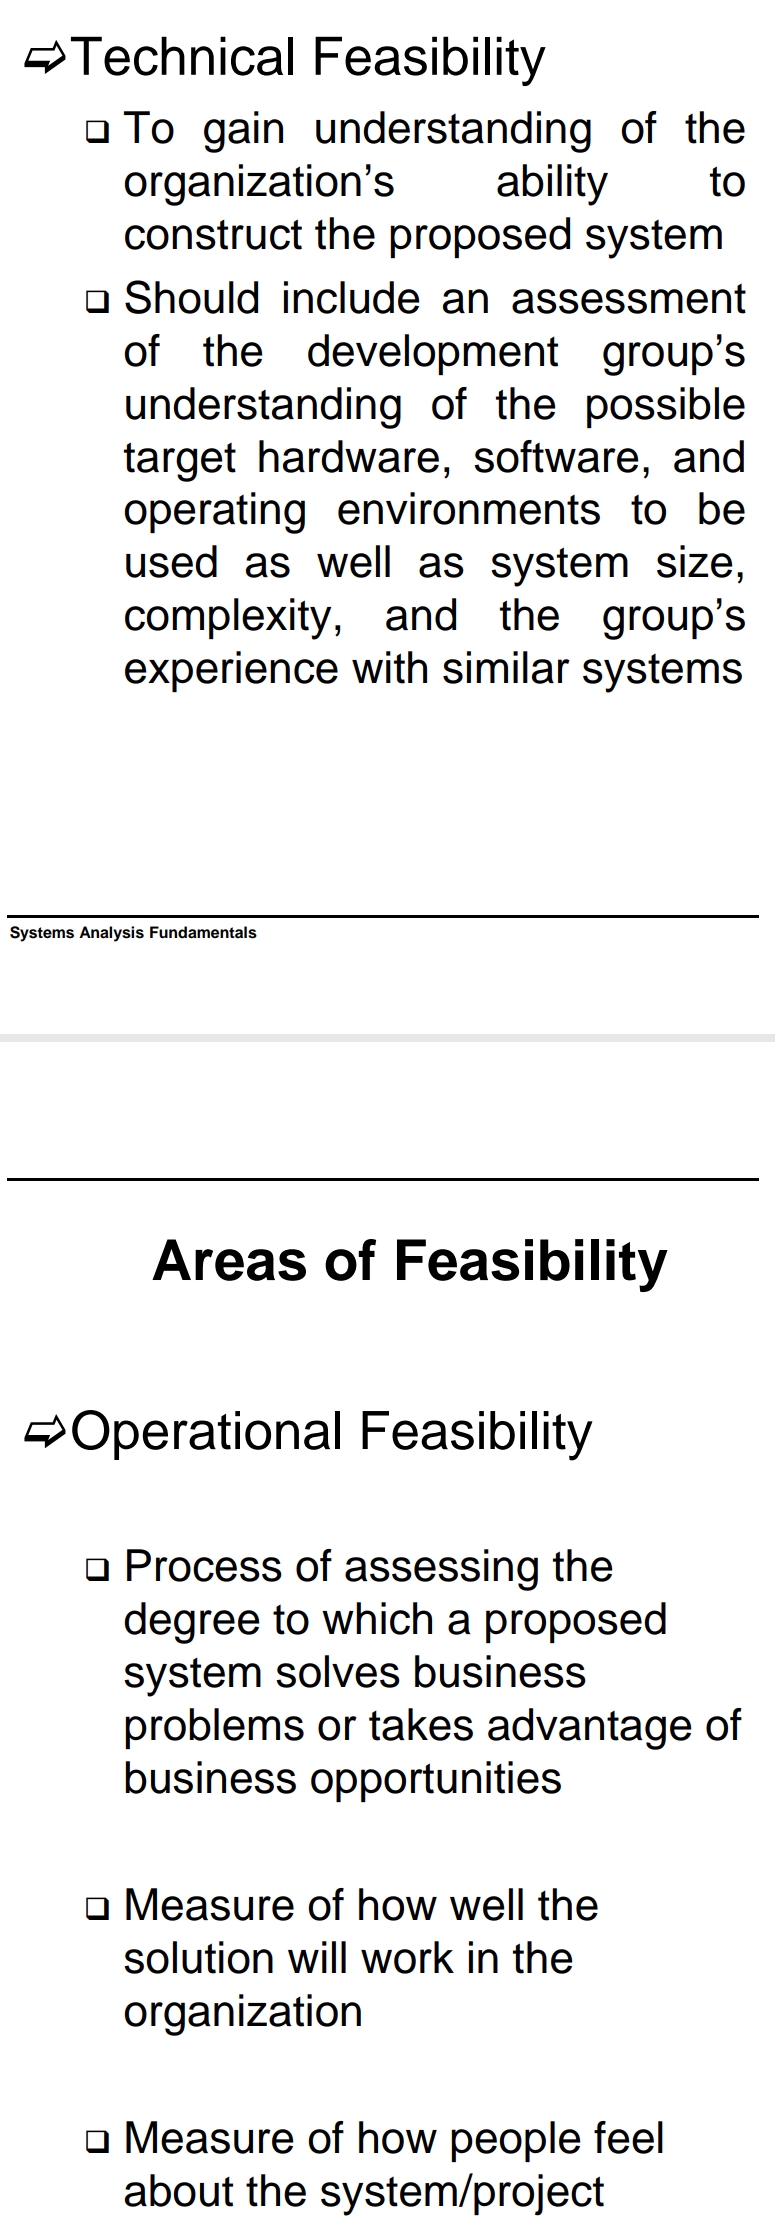 ➩Technical Feasibility
❑ To gain understanding of the
organization’s ability to
construct the proposed system
❑ Should include an assessment
of the development group’s
understanding of the possible
target hardware, software, and
operating environments to be
used as well as system size,
complexity, and the group’s
experience with similar systems
Systems Analysis Fundamentals
Areas of Feasibility
➩Operational Feasibility
❑ Process of assessing the
degree to which a proposed
system solves business
problems or takes advantage of
business opportunities
❑ Measure of how well the
solution will work in the
organization
❑ Measure of how people feel
about the system/project